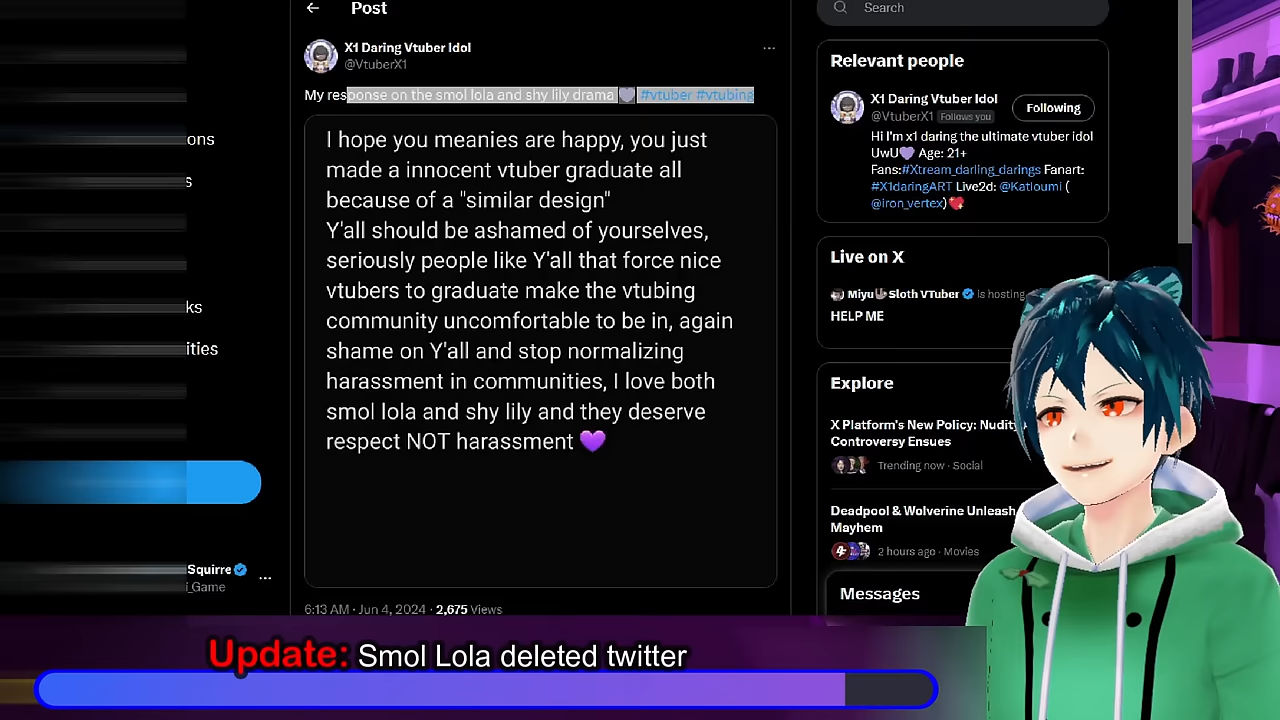 Post
Search
X1 Daring Vtuber Idol
@VtuberX1
My response on the smol lola and shy lily drama 💜 #vtuber #vtubing
I hope you meanies are happy, you just
made a innocent vtuber graduate all
because of a "similar design"
Y'all should be ashamed of yourselves,
seriously people like Y'all that force nice
vtubers to graduate make the vtubing
community uncomfortable to be in, again
shame on Y'all and stop normalizing
harassment in communities, I love both
smol lola and shy lily and they deserve
respect NOT harassment 💜
6:13 AM · Jun 4, 2024 · 2,675 Views
Relevant people
X1 Daring Vtuber Idol
@VtuberX1 Follows you
Following
Hi I'm x1 daring the ultimate vtuber idol
UwU💜 Age: 21+
Fans:#Xtream_darling_darings Fanart:
#X1daringART Live2d: @Katloumi (
@iron_vertex)💘
Live on X
Miyu🦥Sloth VTuber is hosting
HELP ME
Explore
X Platform's New Policy: Nudity
Controversy Ensues
Trending now · Social
Deadpool & Wolverine Unleash
Mayhem
2 hours ago · Movies
Messages
ons
s
ks
ities
Squirre
i_Game
Update: Smol Lola deleted twitter